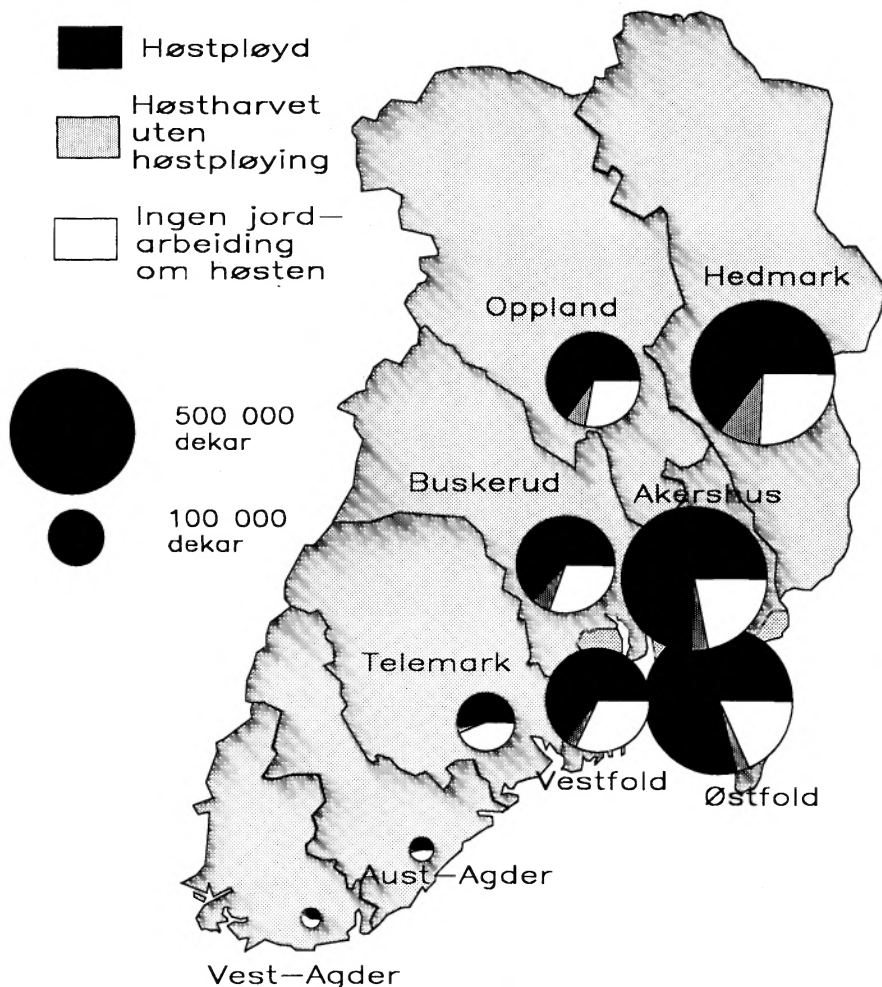 Høstpløyd
Høstharvet
uten
høstpløying
Ingen jord–
arbeiding
om høsten
500 000
dekar
100 000
dekar
Hedmark
Oppland
Buskerud
Akershus
Telemark
Vestfold
Østfold
Aust–Agder
Vest–Agder